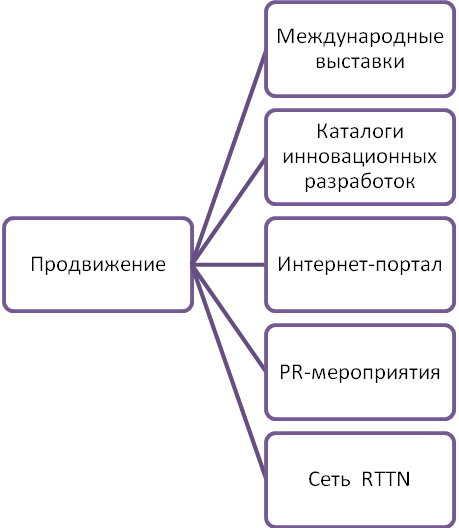 Международные
выставки
Каталоги
инновационных
разработок
Продвижение
Интернет-портал
PR-мероприятия
Сеть RTTN